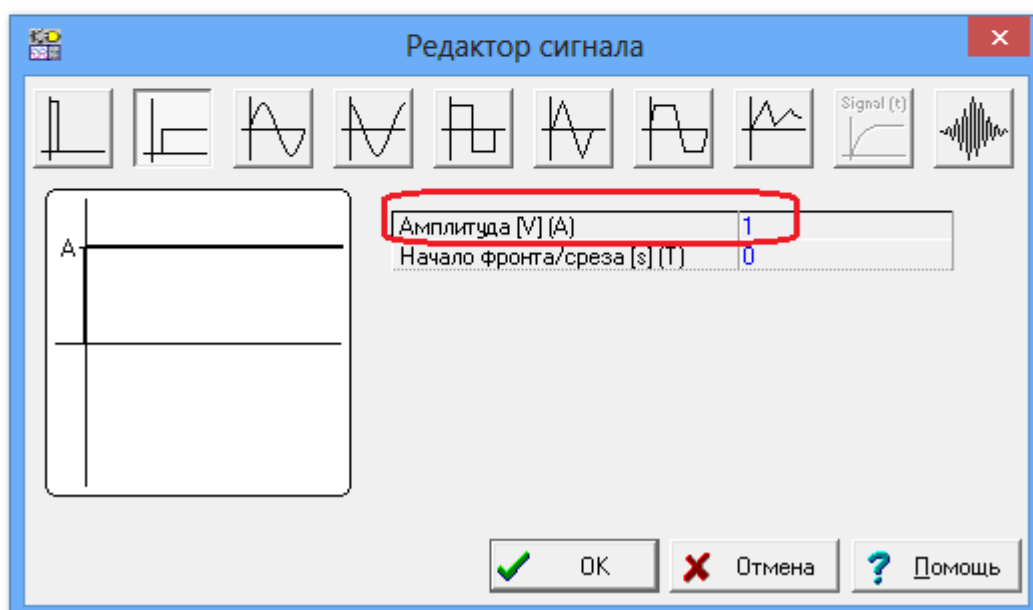 Редактор сигнала
Signal (t)
A
Амплитуда [V] (A) 1
Начало фронта/среза [s] (T) 0
OK Отмена Помощь